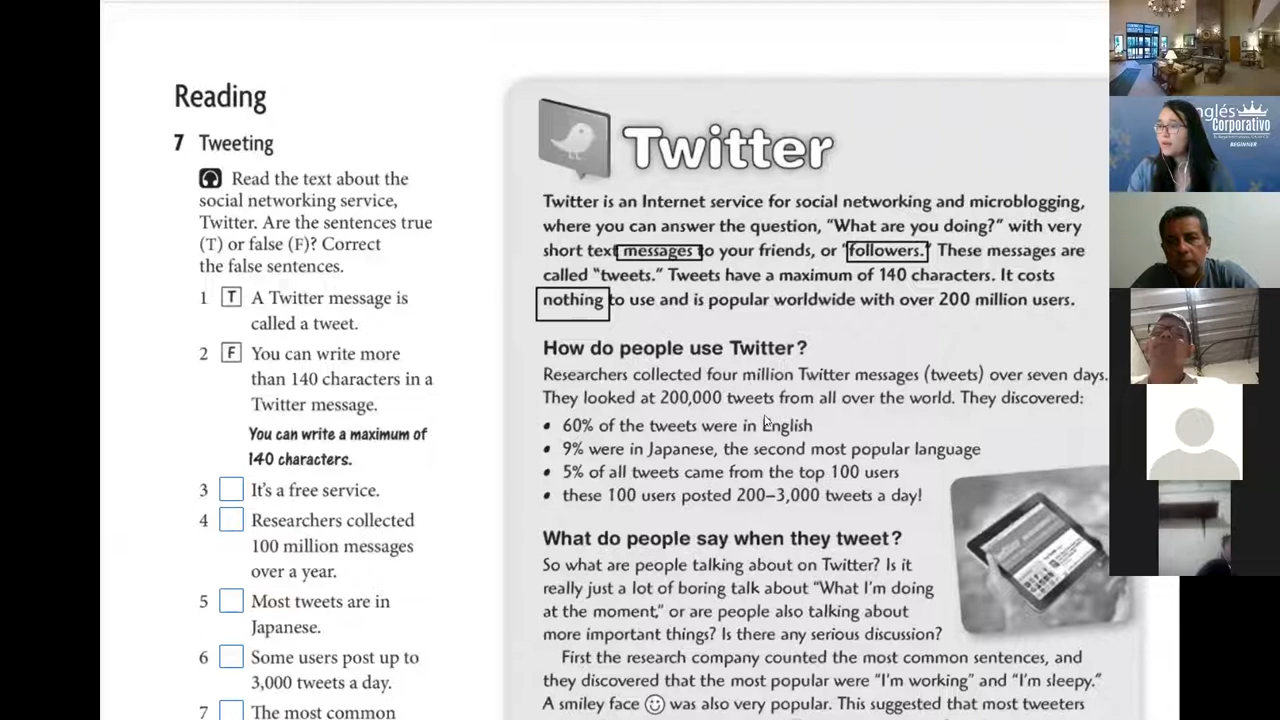 Reading
7 Tweeting
Read the text about the
social networking service,
Twitter. Are the sentences true
(T) or false (F)? Correct
the false sentences.
1 T A Twitter message is
called a tweet.
2 F You can write more
than 140 characters in a
Twitter message.
You can write a maximum of
140 characters.
3 It's a free service.
4 Researchers collected
100 million messages
over a year.
5 Most tweets are in
Japanese.
6 Some users post up to
3,000 tweets a day.
7 The most common
Twitter
Twitter is an Internet service for social networking and microblogging,
where you can answer the question, “What are you doing?” with very
short text messages to your friends, or “followers.” These messages are
called “tweets.” Tweets have a maximum of 140 characters. It costs
nothing to use and is popular worldwide with over 200 million users.
How do people use Twitter?
Researchers collected four million Twitter messages (tweets) over seven days.
They looked at 200,000 tweets from all over the world. They discovered:
• 60% of the tweets were in English
• 9% were in Japanese, the second most popular language
• 5% of all tweets came from the top 100 users
• these 100 users posted 200–3,000 tweets a day!
What do people say when they tweet?
So what are people talking about on Twitter? Is it
really just a lot of boring talk about “What I'm doing
at the moment,” or are people also talking about
more important things? Is there any serious discussion?
First the research company counted the most common sentences, and
they discovered that the most popular were “I'm working” and “I'm sleepy.”
A smiley face was also very popular. This suggested that most tweeters
nglés
Corporativo
BEGINNER